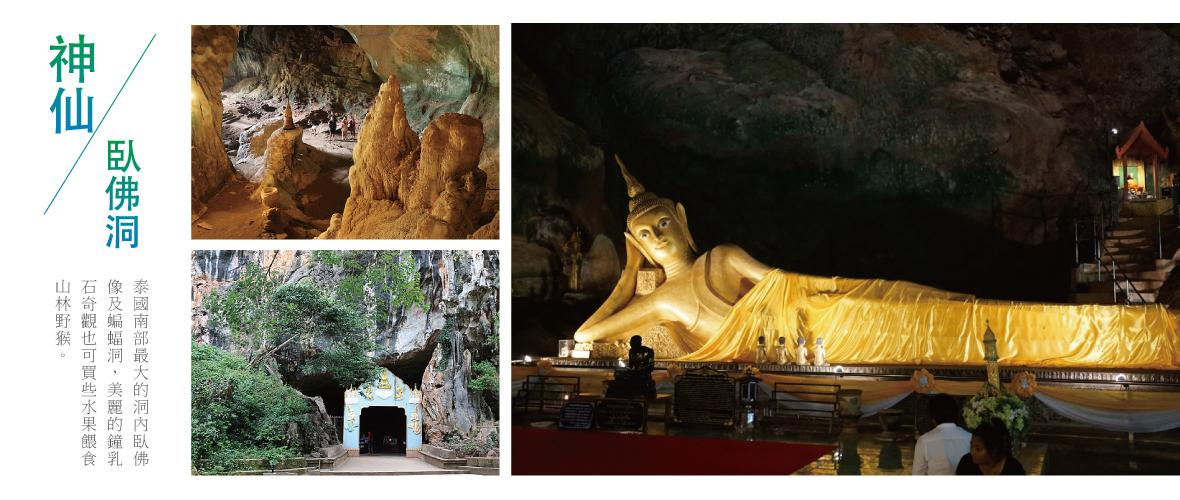 神仙
臥佛洞
泰國南部最大的洞內臥佛
像及蝙蝠洞，美麗的鐘乳
石奇觀也可買些水果餵食
山林野猴。